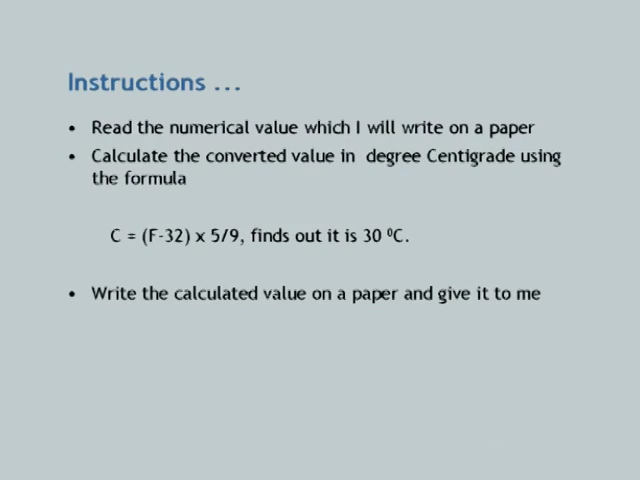 Instructions ...
• Read the numerical value which I will write on a paper
• Calculate the converted value in degree Centigrade using
the formula
C = (F-32) x 5/9, finds out it is 30 ⁰C.
• Write the calculated value on a paper and give it to me